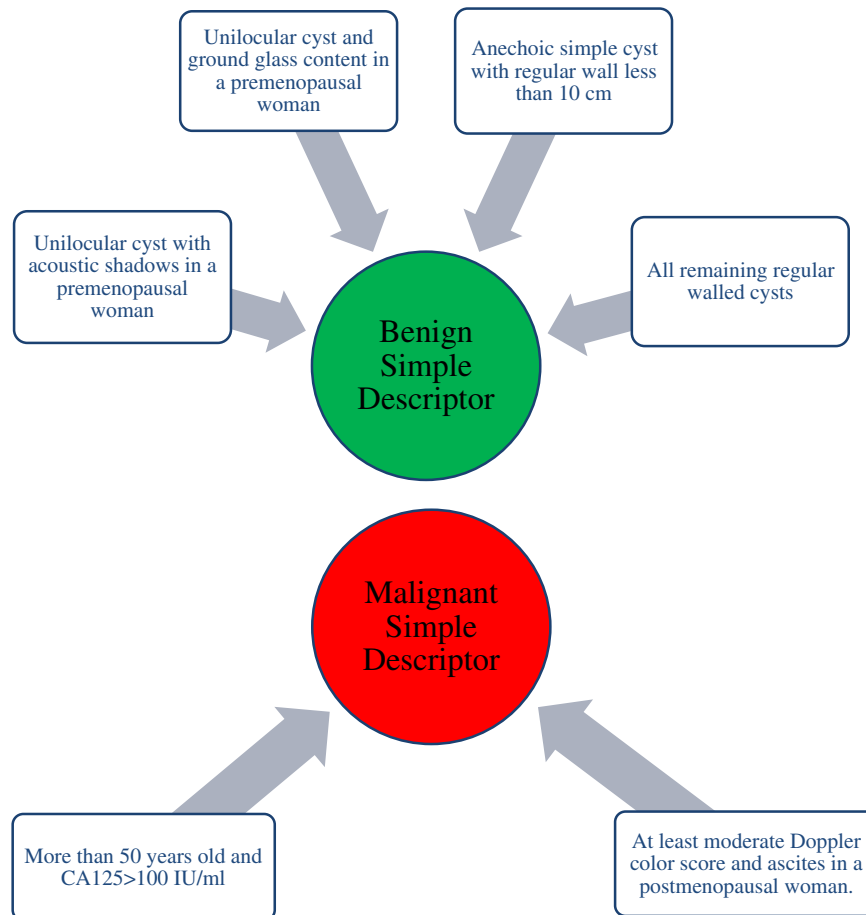 Unilocular cyst and
ground glass content in
a premenopausal
woman
Anechoic simple cyst
with regular wall less
than 10 cm
Unilocular cyst with
acoustic shadows in a
premenopausal
woman
All remaining regular
walled cysts
Benign
Simple
Descriptor
Malignant
Simple
Descriptor
More than 50 years old and
CA125>100 IU/ml
At least moderate Doppler
color score and ascites in a
postmenopausal woman.